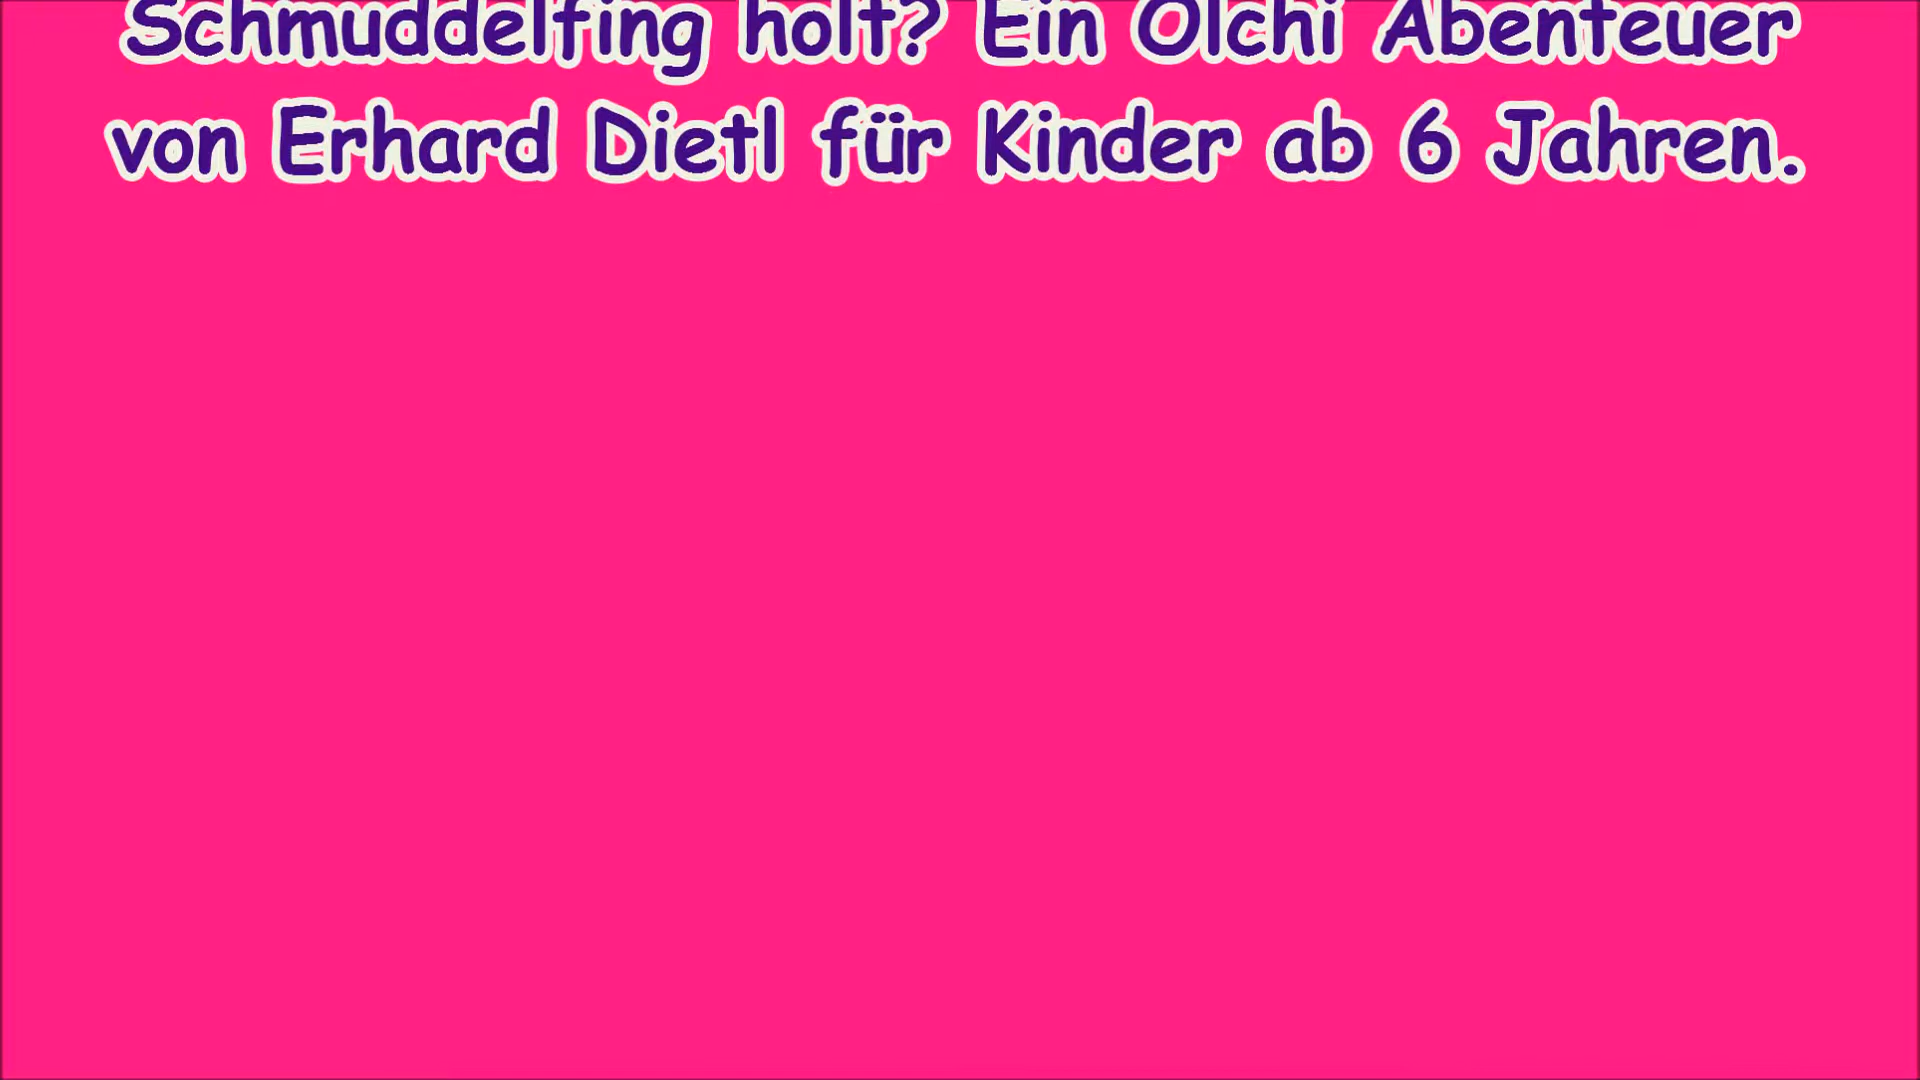 Schmuddelfing holt? Ein Olchi Abenteuer
von Erhard Dietl für Kinder ab 6 Jahren.